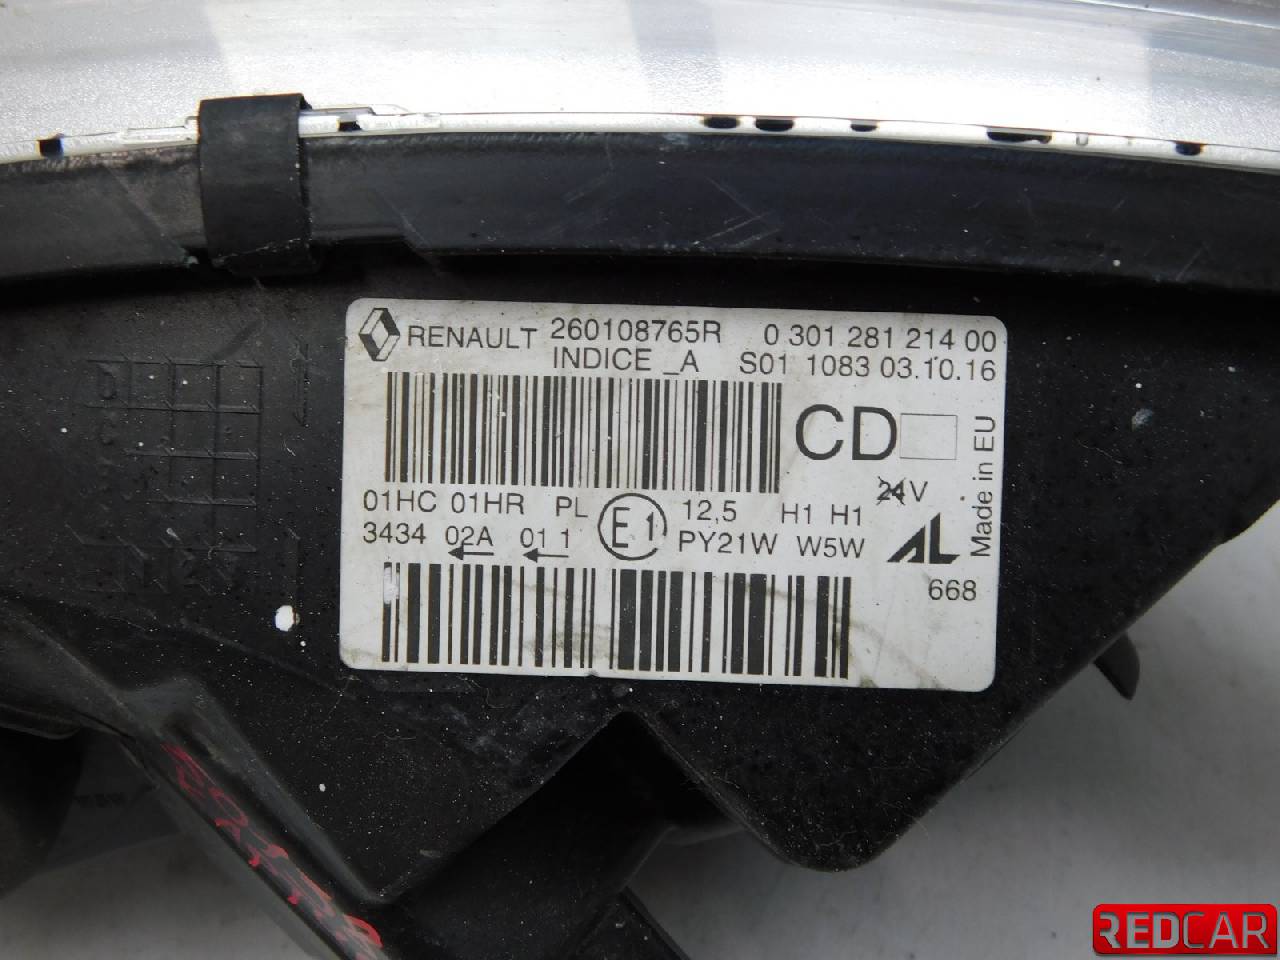 RENAULT 260108765R 0 301 281 214 00
INDICE _A S01 1083 03.10.16
CD
01HC 01HR PL E1 12,5 H1 H1 24V
3434 02A 01 1 PY21W W5W AL
668
Made in EU
REDCAR